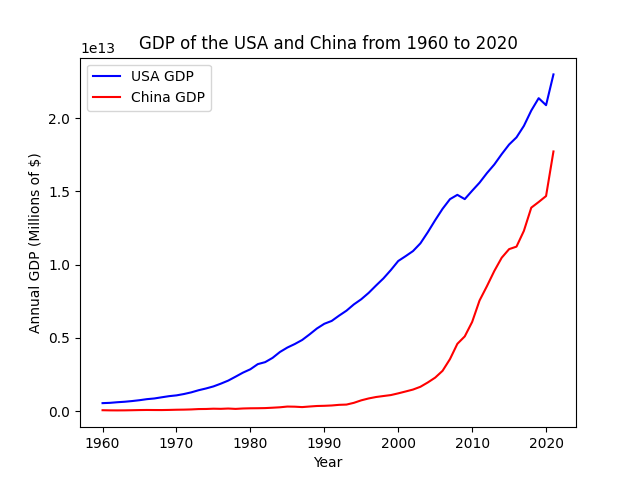 GDP of the USA and China from 1960 to 2020
1e13
USA GDP
China GDP
2.0
1.5
1.0
0.5
0.0
Annual GDP (Millions of $)
1960 1970 1980 1990 2000 2010 2020
Year